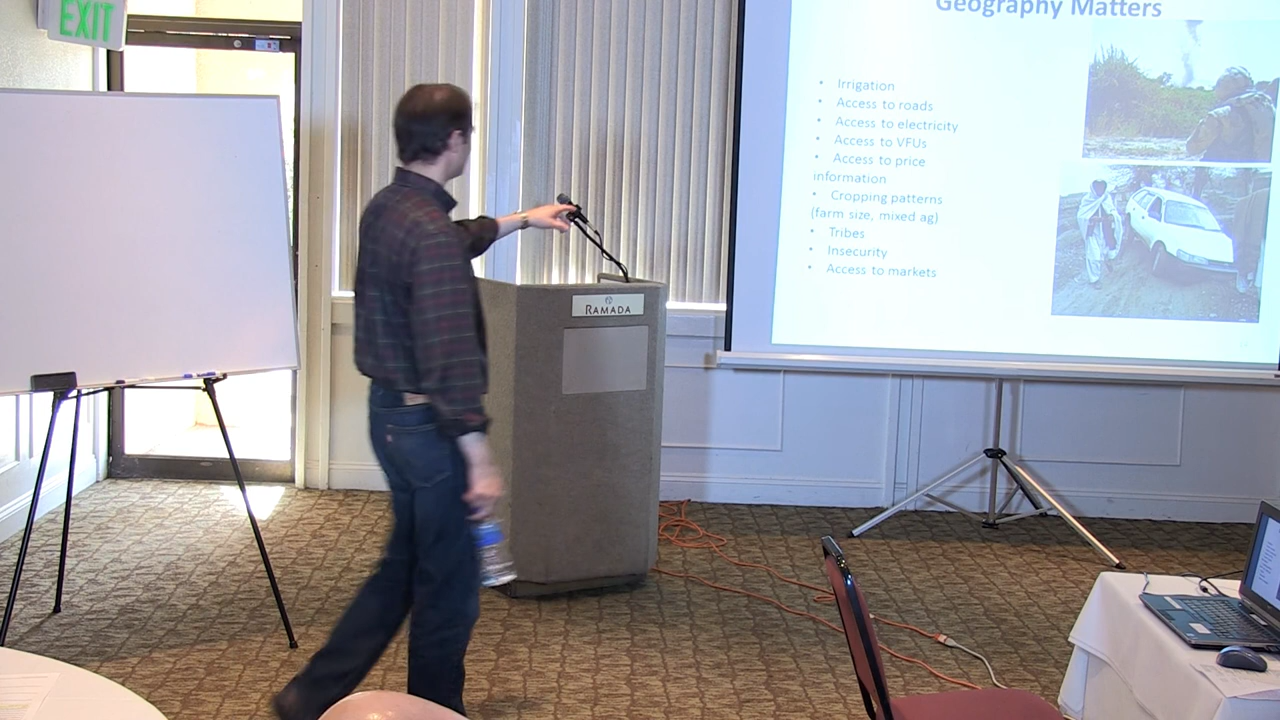 EXIT
Geography Matters
• Irrigation
• Access to roads
• Access to electricity
• Access to VFUs
• Access to price
information
• Cropping patterns
(farm size, mixed ag)
• Tribes
• Insecurity
• Access to markets
RAMADA